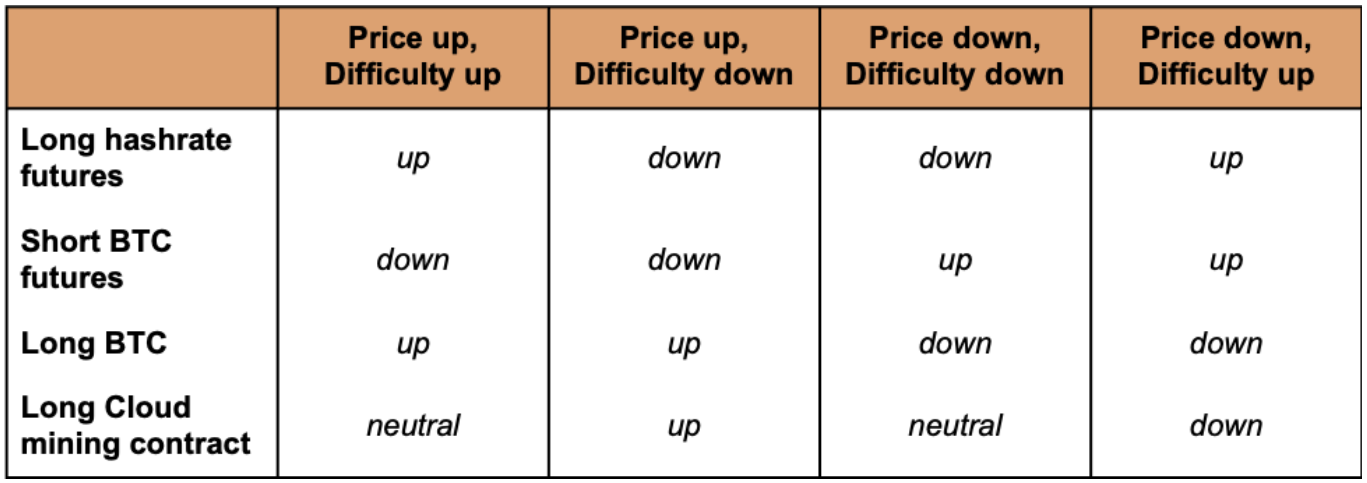 Price up, Price up, Price down, Price down,
Difficulty up Difficulty down Difficulty down Difficulty up
Long hashrate
futures up down down up
Short BTC
futures down down up up
Long BTC up up down down
Long Cloud
mining contract neutral up neutral down